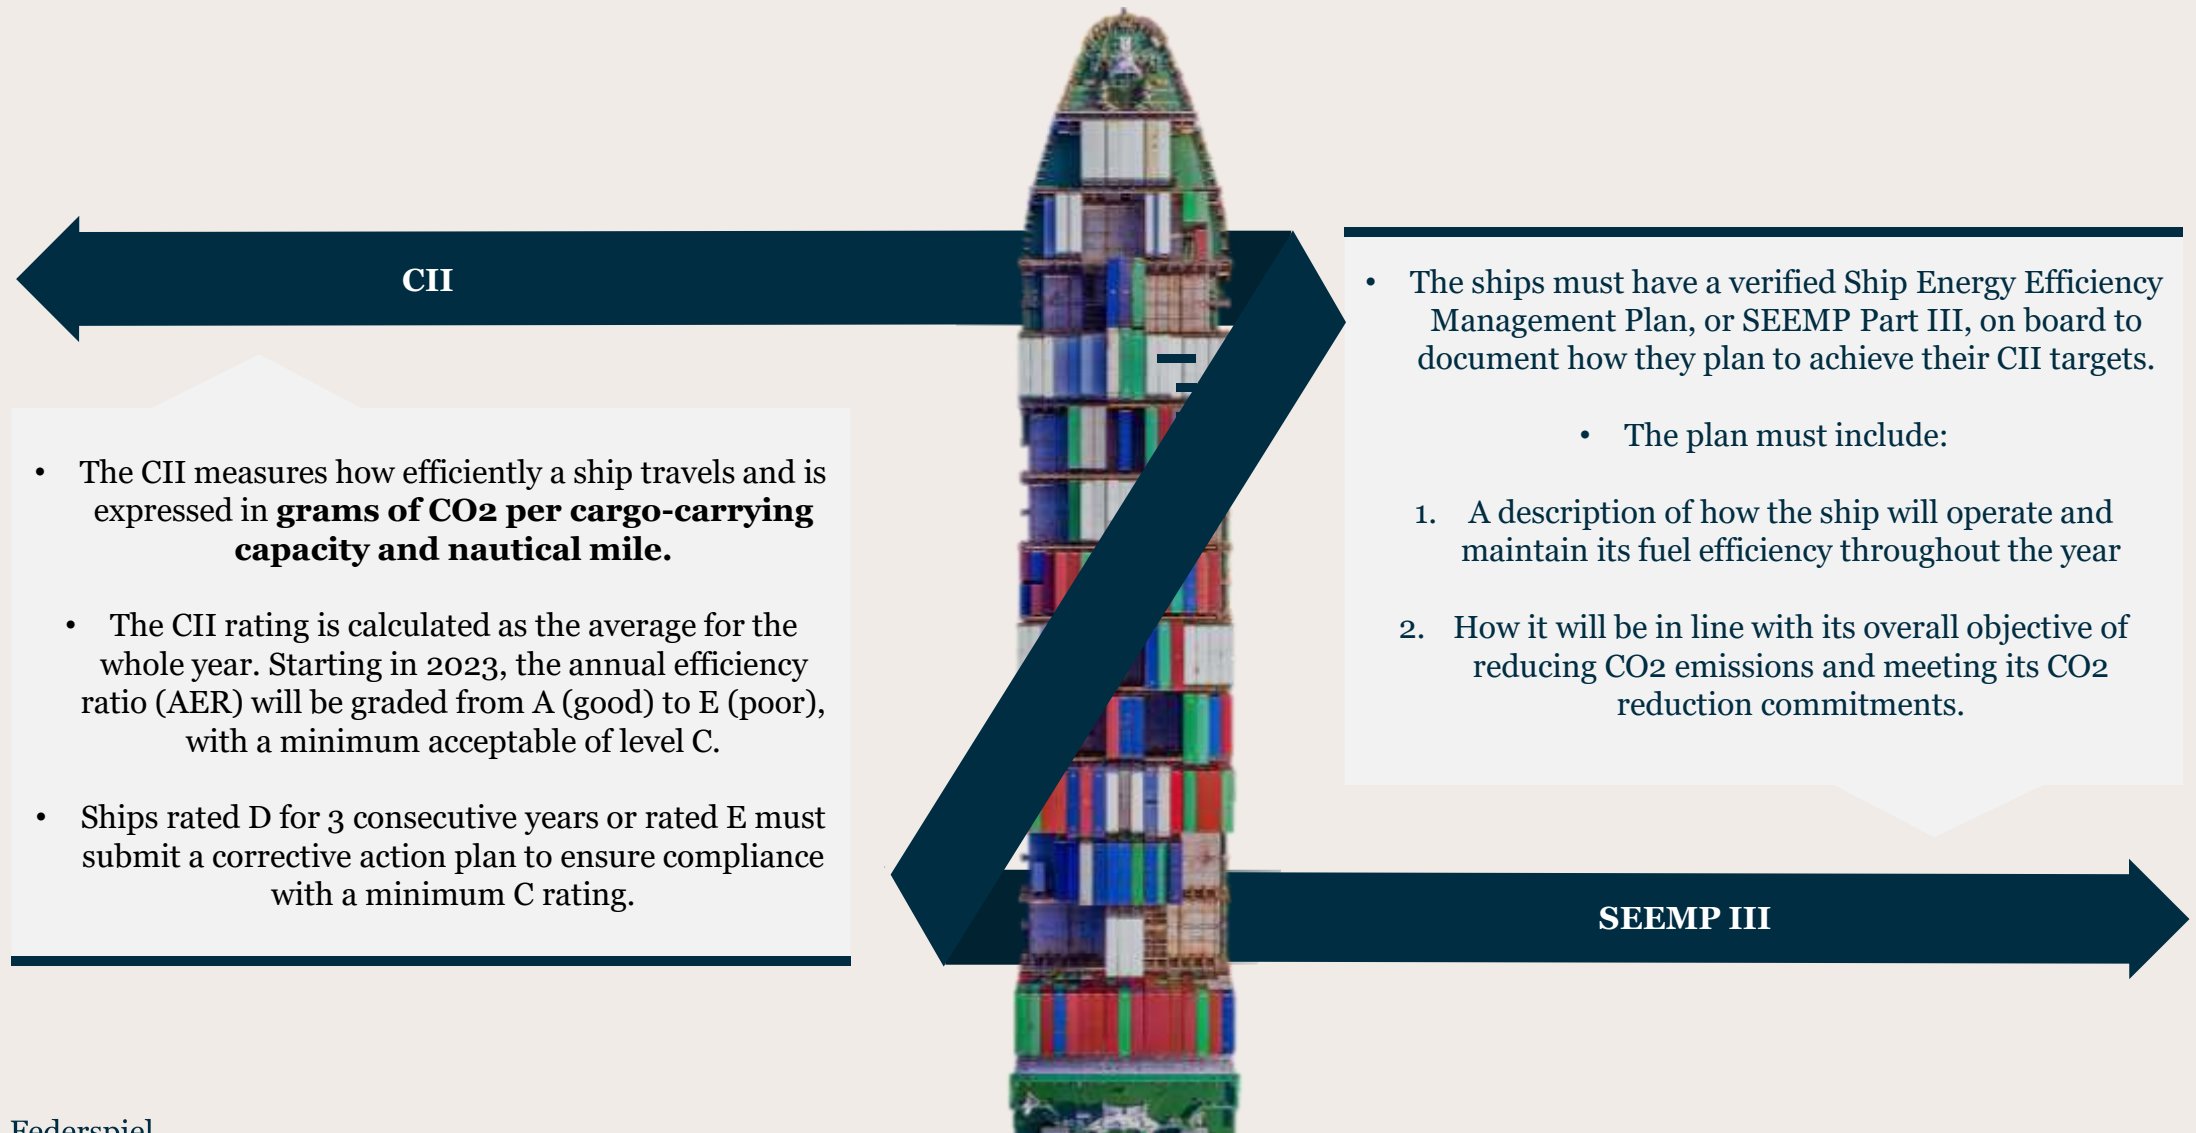 CII
• The CII measures how efficiently a ship travels and is
expressed in grams of CO2 per cargo-carrying
capacity and nautical mile.
• The CII rating is calculated as the average for the
whole year. Starting in 2023, the annual efficiency
ratio (AER) will be graded from A (good) to E (poor),
with a minimum acceptable of level C.
• Ships rated D for 3 consecutive years or rated E must
submit a corrective action plan to ensure compliance
with a minimum C rating.
• The ships must have a verified Ship Energy Efficiency
Management Plan, or SEEMP Part III, on board to
document how they plan to achieve their CII targets.
• The plan must include:
1. A description of how the ship will operate and
maintain its fuel efficiency throughout the year
2. How it will be in line with its overall objective of
reducing CO2 emissions and meeting its CO2
reduction commitments.
SEEMP III
Federspiel